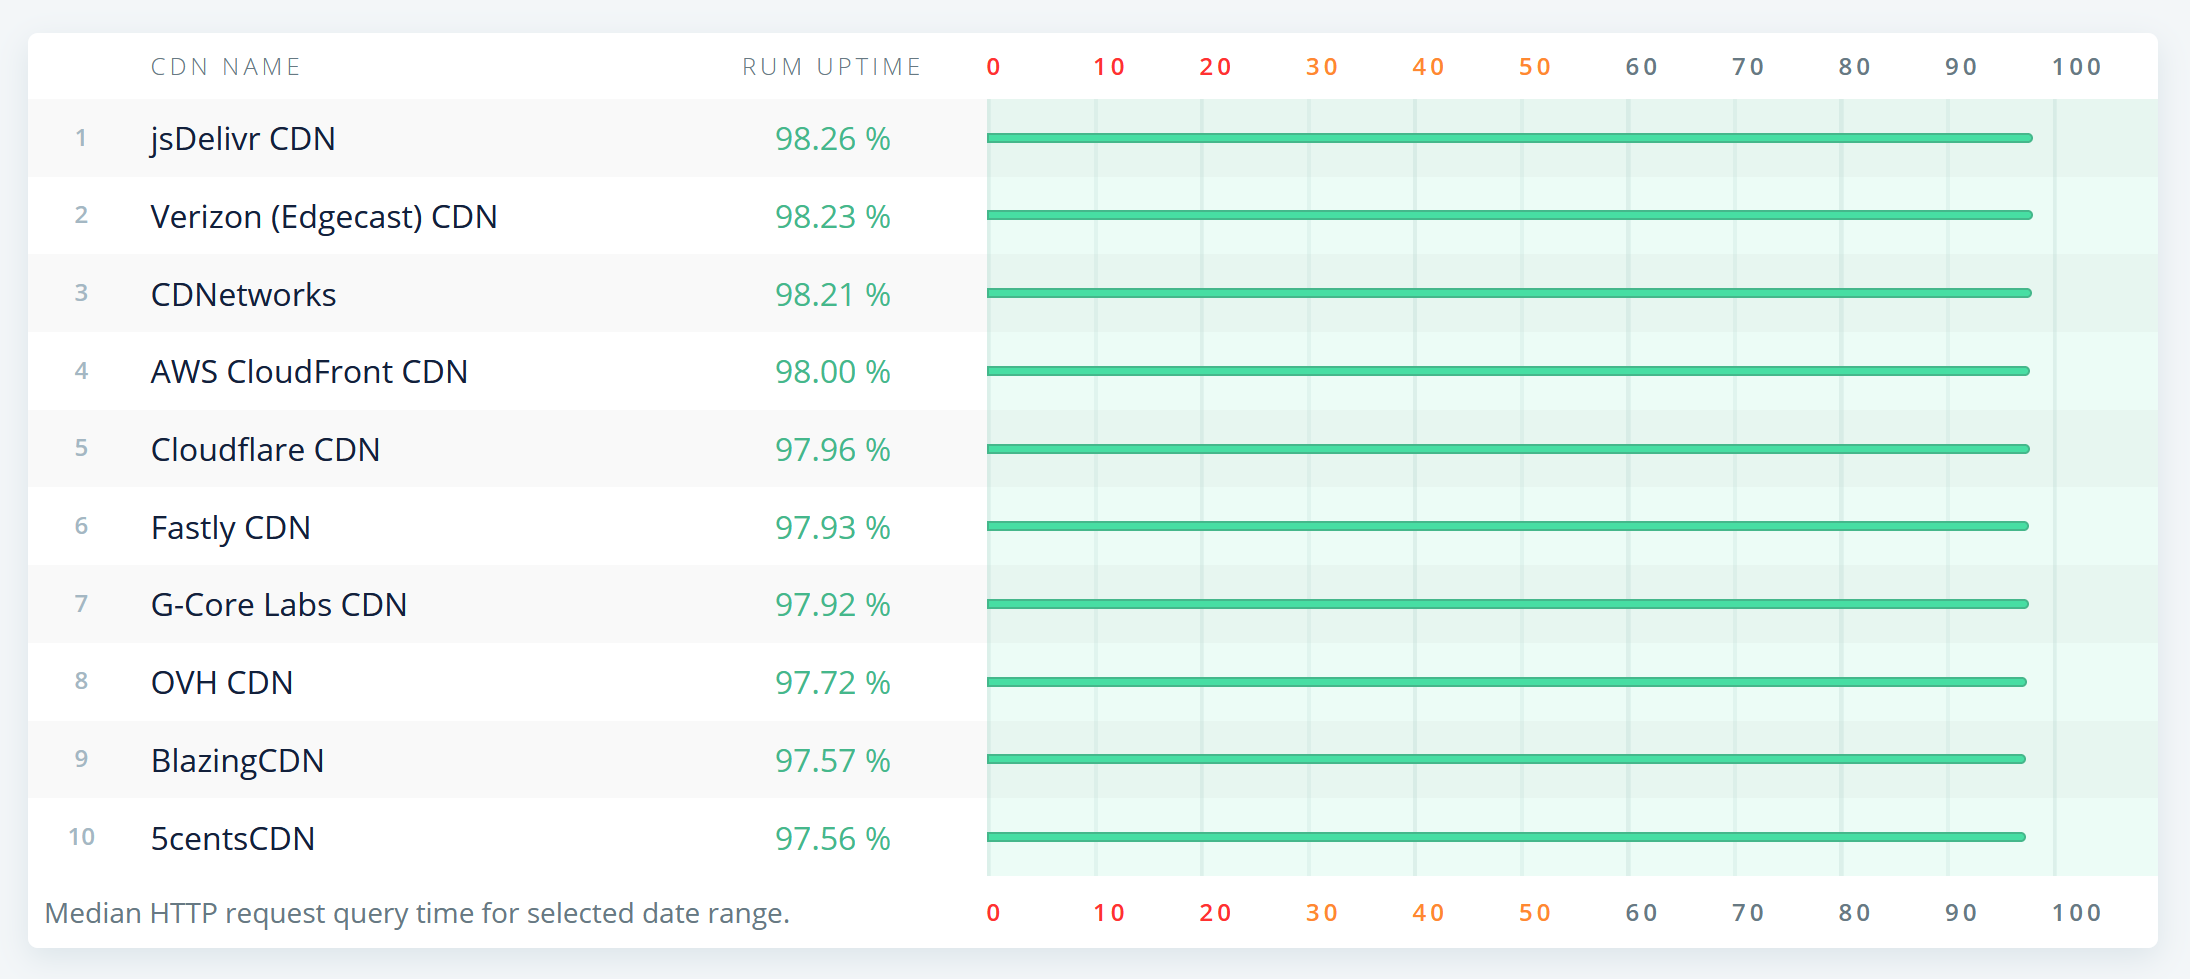 CDN NAME RUM UPTIME 0 10 20 30 40 50 60 70 80 90 100
1 jsDelivr CDN 98.26 %
2 Verizon (Edgecast) CDN 98.23 %
3 CDNetworks 98.21 %
4 AWS CloudFront CDN 98.00 %
5 Cloudflare CDN 97.96 %
6 Fastly CDN 97.93 %
7 G-Core Labs CDN 97.92 %
8 OVH CDN 97.72 %
9 BlazingCDN 97.57 %
10 5centsCDN 97.56 %
Median HTTP request query time for selected date range. 0 10 20 30 40 50 60 70 80 90 100